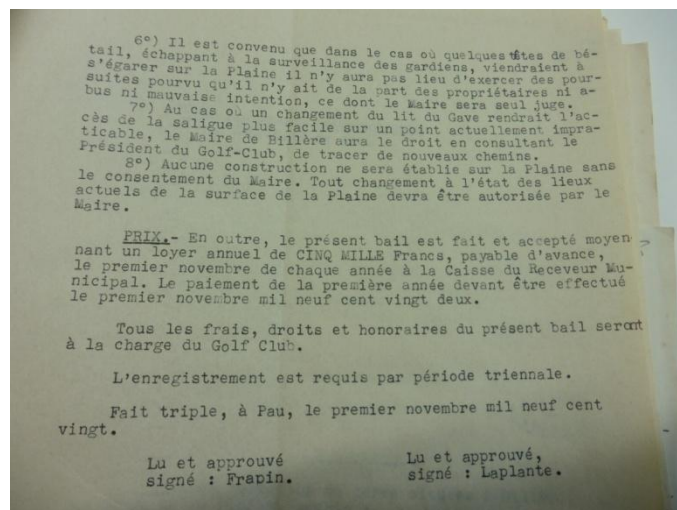 6°) Il est convenu que dans le cas où quelques têtes de bé-
tail, échappant à la surveillance des gardiens, viendraient à
s'égarer sur la Plaine il n'y aura pas lieu d'exercer des pour-
suites pourvu qu'il n'y ait de la part des propriétaires ni a-
bus ni mauvaise intention, ce dont le Maire sera seul juge.
7°) Au cas où un changement du lit du Gave rendrait l'ac-
cès de la saligue plus facile sur un point actuellement impra-
ticable, le Maire de Billère aura le droit en consultant le
Président du Golf-Club, de tracer de nouveaux chemins.
8°) Aucune construction ne sera établie sur la Plaine sans
le consentement du Maire. Tout changement à l'état des lieux
actuels de la surface de la Plaine devra être autorisée par le
Maire.
PRIX.- En outre, le présent bail est fait et accepté moyen
nant un loyer annuel de CINQ MILLE Francs, payable d'avance,
le premier novembre de chaque année à la Caisse du Receveur Mu-
nicipal. Le paiement de la première année devant être effectué
le premier novembre mil neuf cent vingt deux.
Tous les frais, droits et honoraires du présent bail seront
à la charge du Golf Club.
L'enregistrement est requis par période triennale.
Fait triple, à Pau, le premier novembre mil neuf cent
vingt.
Lu et approuvé
signé : Frapin.
Lu et approuvé,
signé : Laplante.